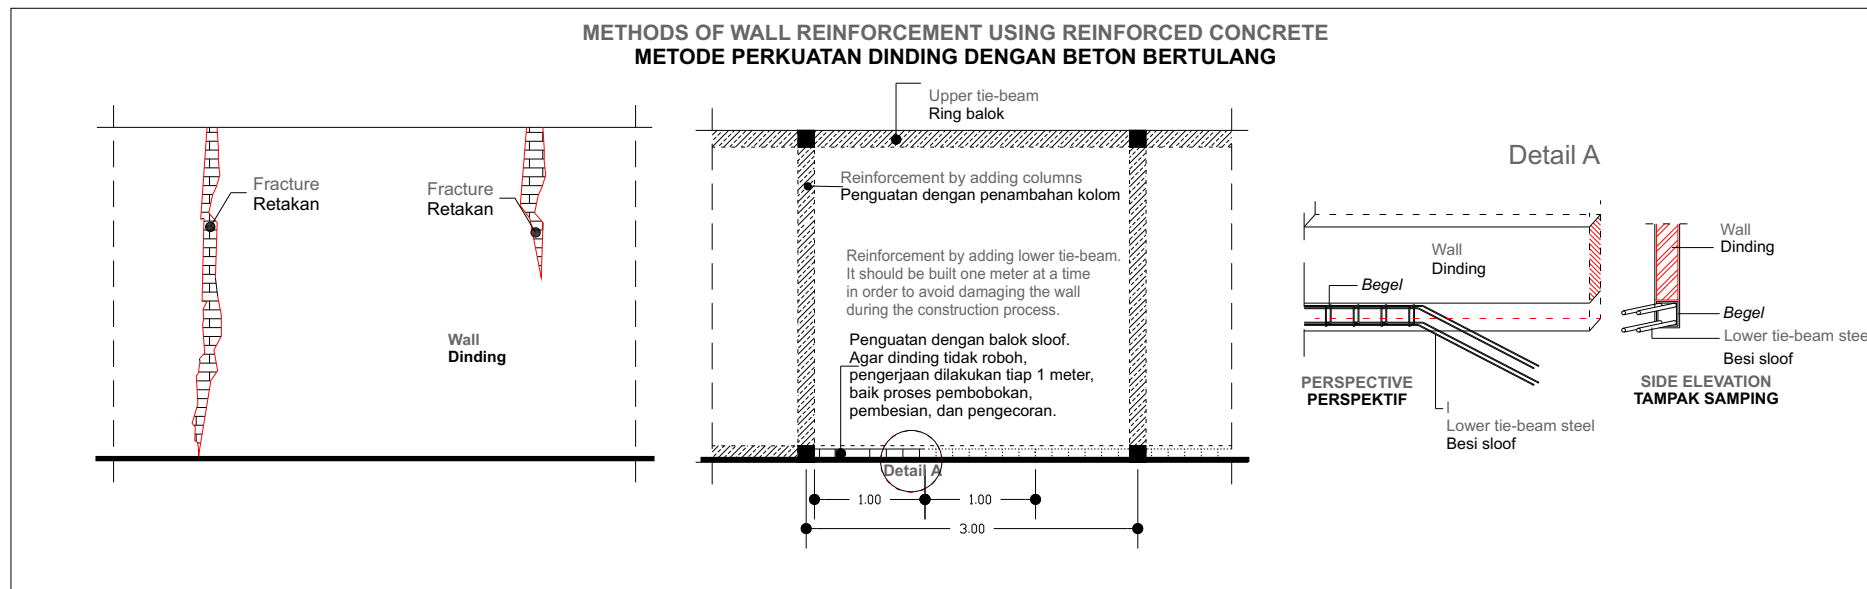 METHODS OF WALL REINFORCEMENT USING REINFORCED CONCRETE
METODE PERKUATAN DINDING DENGAN BETON BERTULANG
Fracture
Retakan
Fracture
Retakan
Wall
Dinding
Upper tie-beam
Ring balok
Reinforcement by adding columns
Penguatan dengan penambahan kolom
Reinforcement by adding lower tie-beam.
It should be built one meter at a time
in order to avoid damaging the wall
during the construction process.
Penguatan dengan balok sloof.
Agar dinding tidak roboh,
pengerjaan dilakukan tiap 1 meter,
baik proses pembobokan,
pembesian, dan pengecoran.
Detail A
1.00
1.00
3.00
Detail A
Wall
Dinding
Begel
PERSPECTIVE
PERSPEKTIF
Lower tie-beam steel
Besi sloof
Wall
Dinding
Begel
Lower tie-beam steel
Besi sloof
SIDE ELEVATION
TAMPAK SAMPING